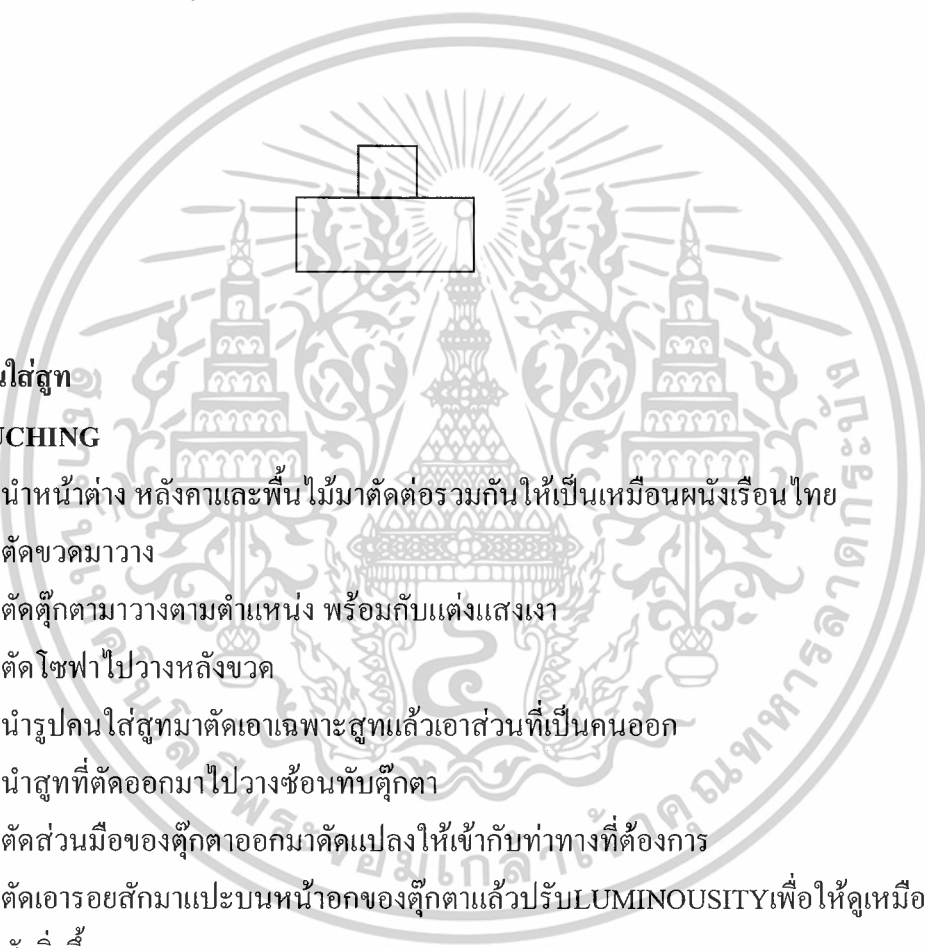 นใส่สูท
UCHING
นำหน้าต่าง หลังคาและพื้นไม้มาตัดต่อรวมกันให้เป็นเหมือนผนังเรือนไทย
ตัดขวดมาวาง
ตัดตุ๊กตามาวางตามตำแหน่ง พร้อมกับแต่งแสงเงา
ตัดโซฟาไปวางหลังขวด
นำรูปคนใส่สูทมาตัดเอาเฉพาะสูทแล้วเอาส่วนที่เป็นคนออก
นำสูทที่ตัดออกมาไปวางซ้อนทับตุ๊กตา
ตัดส่วนมือของตุ๊กตาออกมาดัดแปลงให้เข้ากับท่าทางที่ต้องการ
ตัดเอารอยสักมาแปะบนหน้าอกของตุ๊กตาแล้วปรับLUMINOUSITYเพื่อให้ดูเหมือ